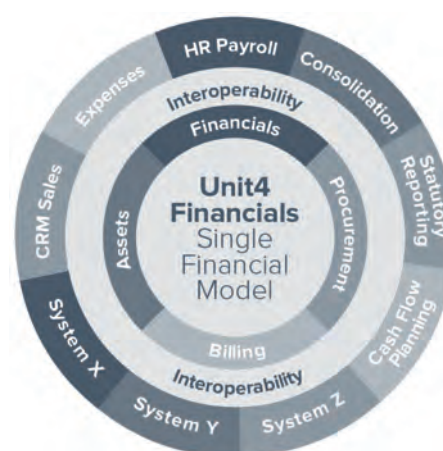 HR Payroll
Consolidation
Statutory
Reporting
Cash Flow
Planning
System Z
System Y
System X
CRM Sales
Expenses
Interoperability
Financials
Procurement
Billing
Assets
Interoperability
Unit4
Financials
Single
Financial
Model